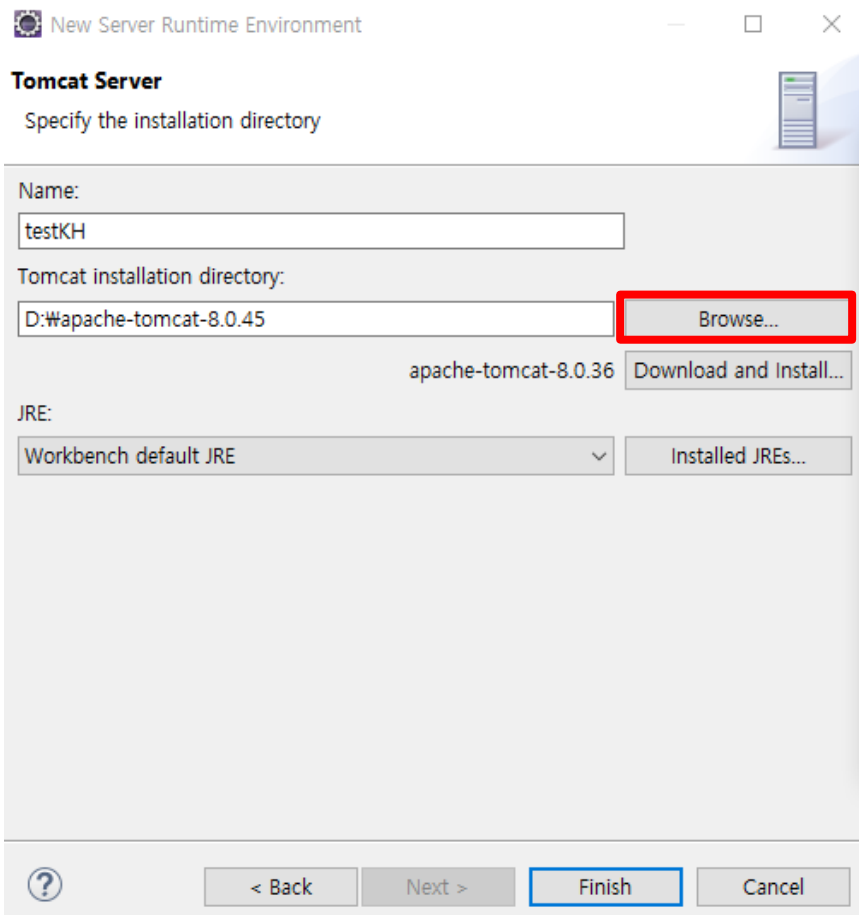 New Server Runtime Environment
Tomcat Server
Specify the installation directory
Name:
testKH
Tomcat installation directory:
D:₩apache-tomcat-8.0.45
Browse...
apache-tomcat-8.0.36 Download and Install...
JRE:
Workbench default JRE
Installed JREs...
?
< Back Next > Finish Cancel